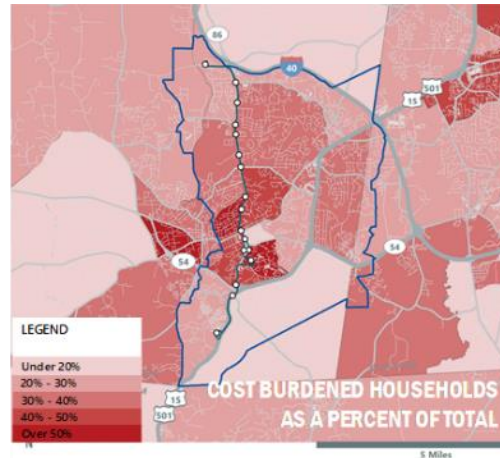 86
40
15
501
54
54
LEGEND
Under 20%
20% - 30%
30% - 40%
40% - 50%
Over 50%
COST BURDENED HOUSEHOLDS
AS A PERCENT OF TOTAL
15
501
N
5 Miles